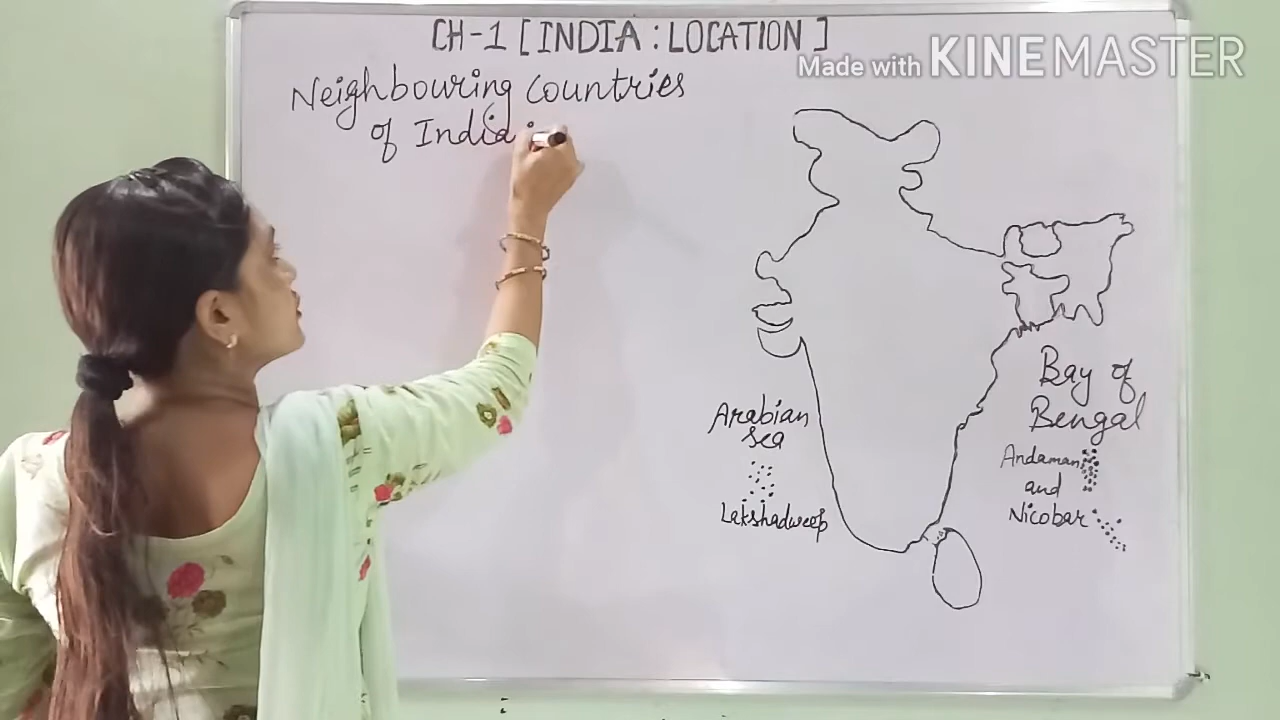 CH-1 [INDIA : LOCATION]
Made with KINEMASTER
Neighbouring Countries
of India :
Bay of
Bengal
Arabian
Sea
Andaman
and
Nicobar
Lakshadweep